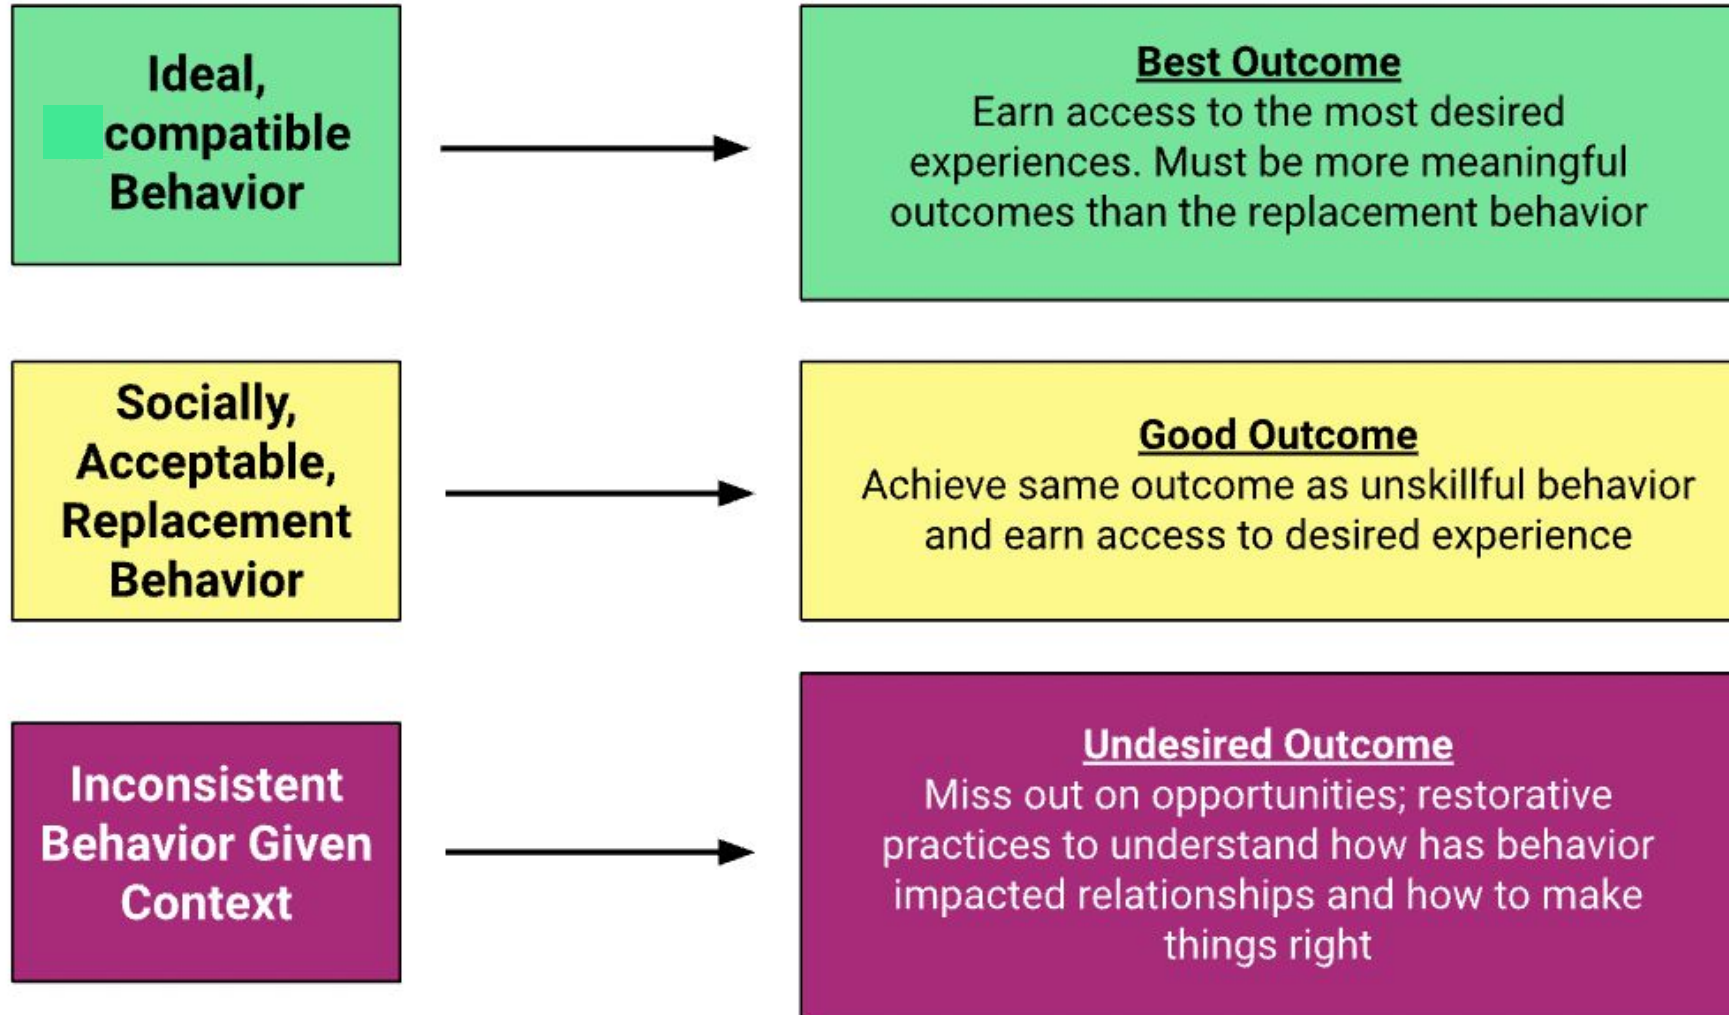 Ideal,
compatible
Behavior
Best Outcome
Earn access to the most desired
experiences. Must be more meaningful
outcomes than the replacement behavior
Socially,
Acceptable,
Replacement
Behavior
Good Outcome
Achieve same outcome as unskillful behavior
and earn access to desired experience
Inconsistent
Behavior Given
Context
Undesired Outcome
Miss out on opportunities; restorative
practices to understand how has behavior
impacted relationships and how to make
things right